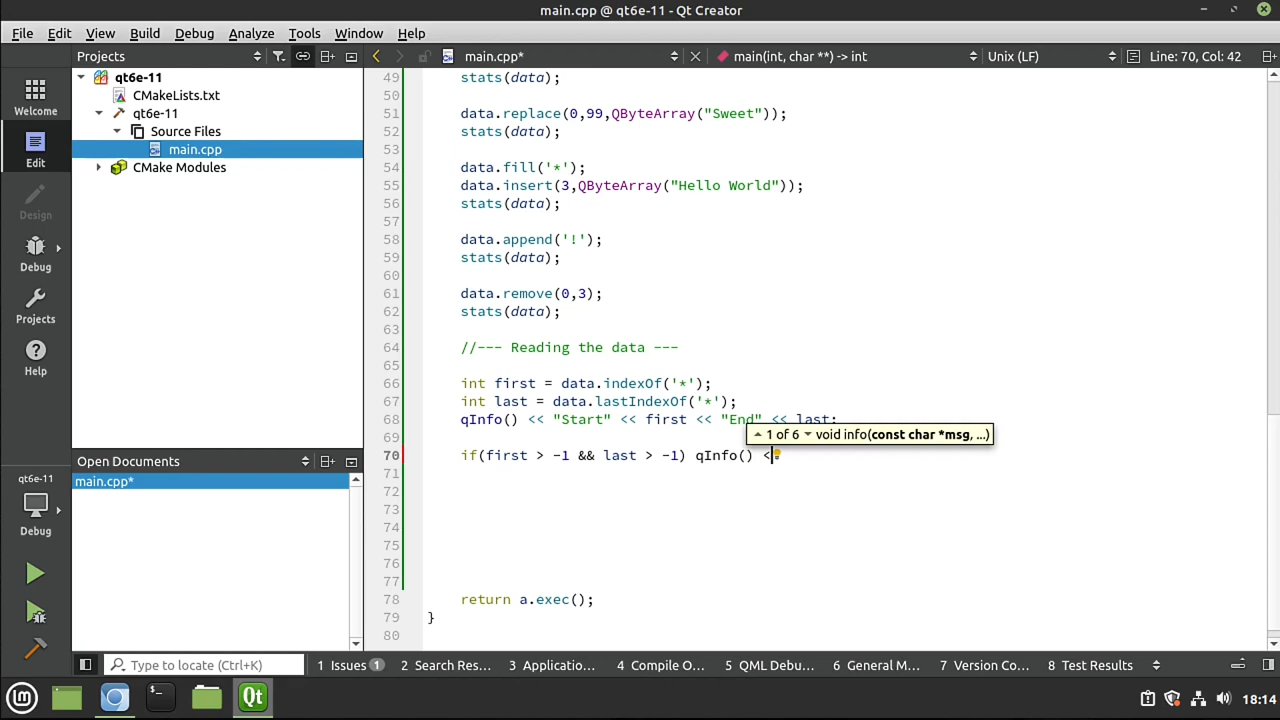 main.cpp @ qt6e-11 - Qt Creator
File Edit View Build Debug Analyze Tools Window Help
Projects
main.cpp*
main(int, char **) -> int
Unix (LF)
Line: 70, Col: 42
Welcome
Edit
Design
Debug
Projects
Help
qt6e-11
Debug
qt6e-11
CMakeLists.txt
qt6e-11
Source Files
main.cpp
CMake Modules
Open Documents
main.cpp*
49 stats(data);
50
51 data.replace(0,99,QByteArray("Sweet"));
52 stats(data);
53
54 data.fill('*');
55 data.insert(3,QByteArray("Hello World"));
56 stats(data);
57
58 data.append('!');
59 stats(data);
60
61 data.remove(0,3);
62 stats(data);
63
64 //--- Reading the data ---
65
66 int first = data.indexOf('*');
67 int last = data.lastIndexOf('*');
68 qInfo() << "Start" << first << "End" << last;
1 of 6 void info(const char *msg, ...)
69
70 if(first > -1 && last > -1) qInfo() <
71
72
73
74
75
76
77
78 return a.exec();
79 }
80
Type to locate (Ctrl+K)
1 Issues 1
2 Search Res...
3 Applicatio...
4 Compile O...
5 QML Debu...
6 General M...
7 Version Co...
8 Test Results
Qt
18:14